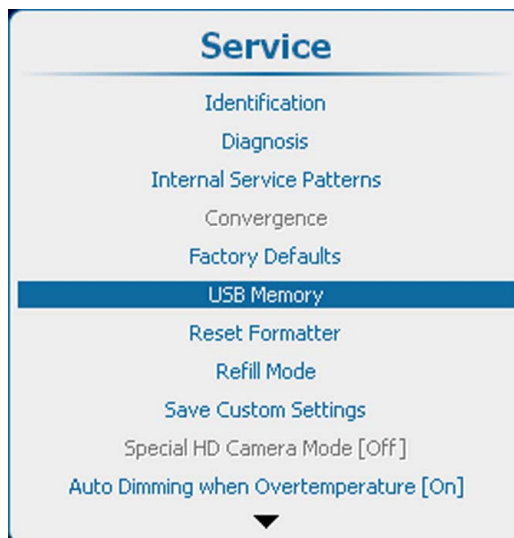 Service
Identification
Diagnosis
Internal Service Patterns
Convergence
Factory Defaults
USB Memory
Reset Formatter
Refill Mode
Save Custom Settings
Special HD Camera Mode [Off]
Auto Dimming when Overtemperature [On]